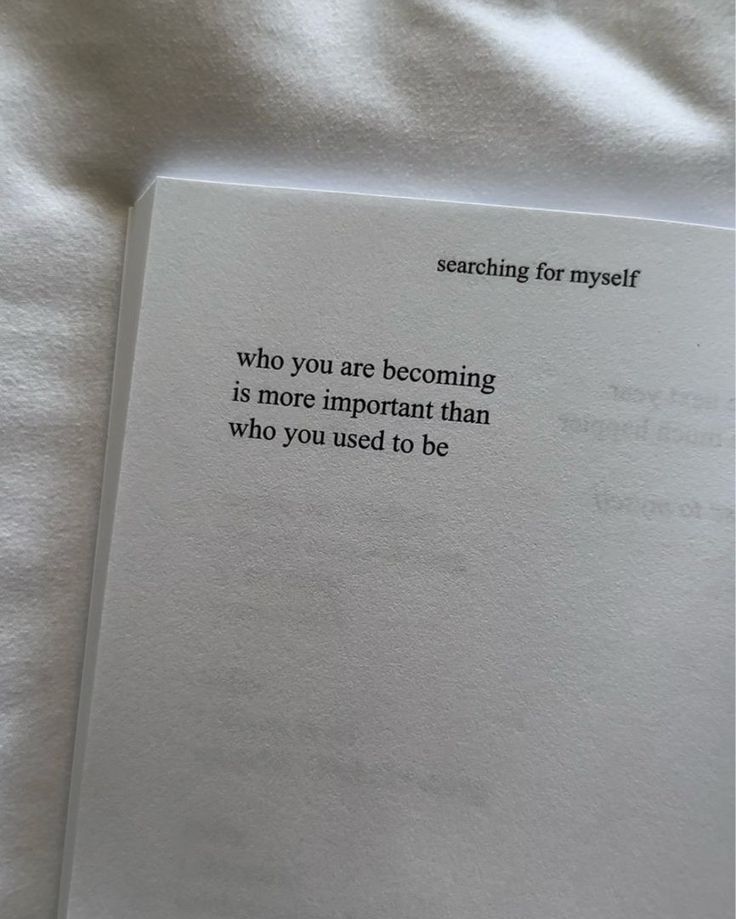 searching for myself
who you are becoming
is more important than
who you used to be